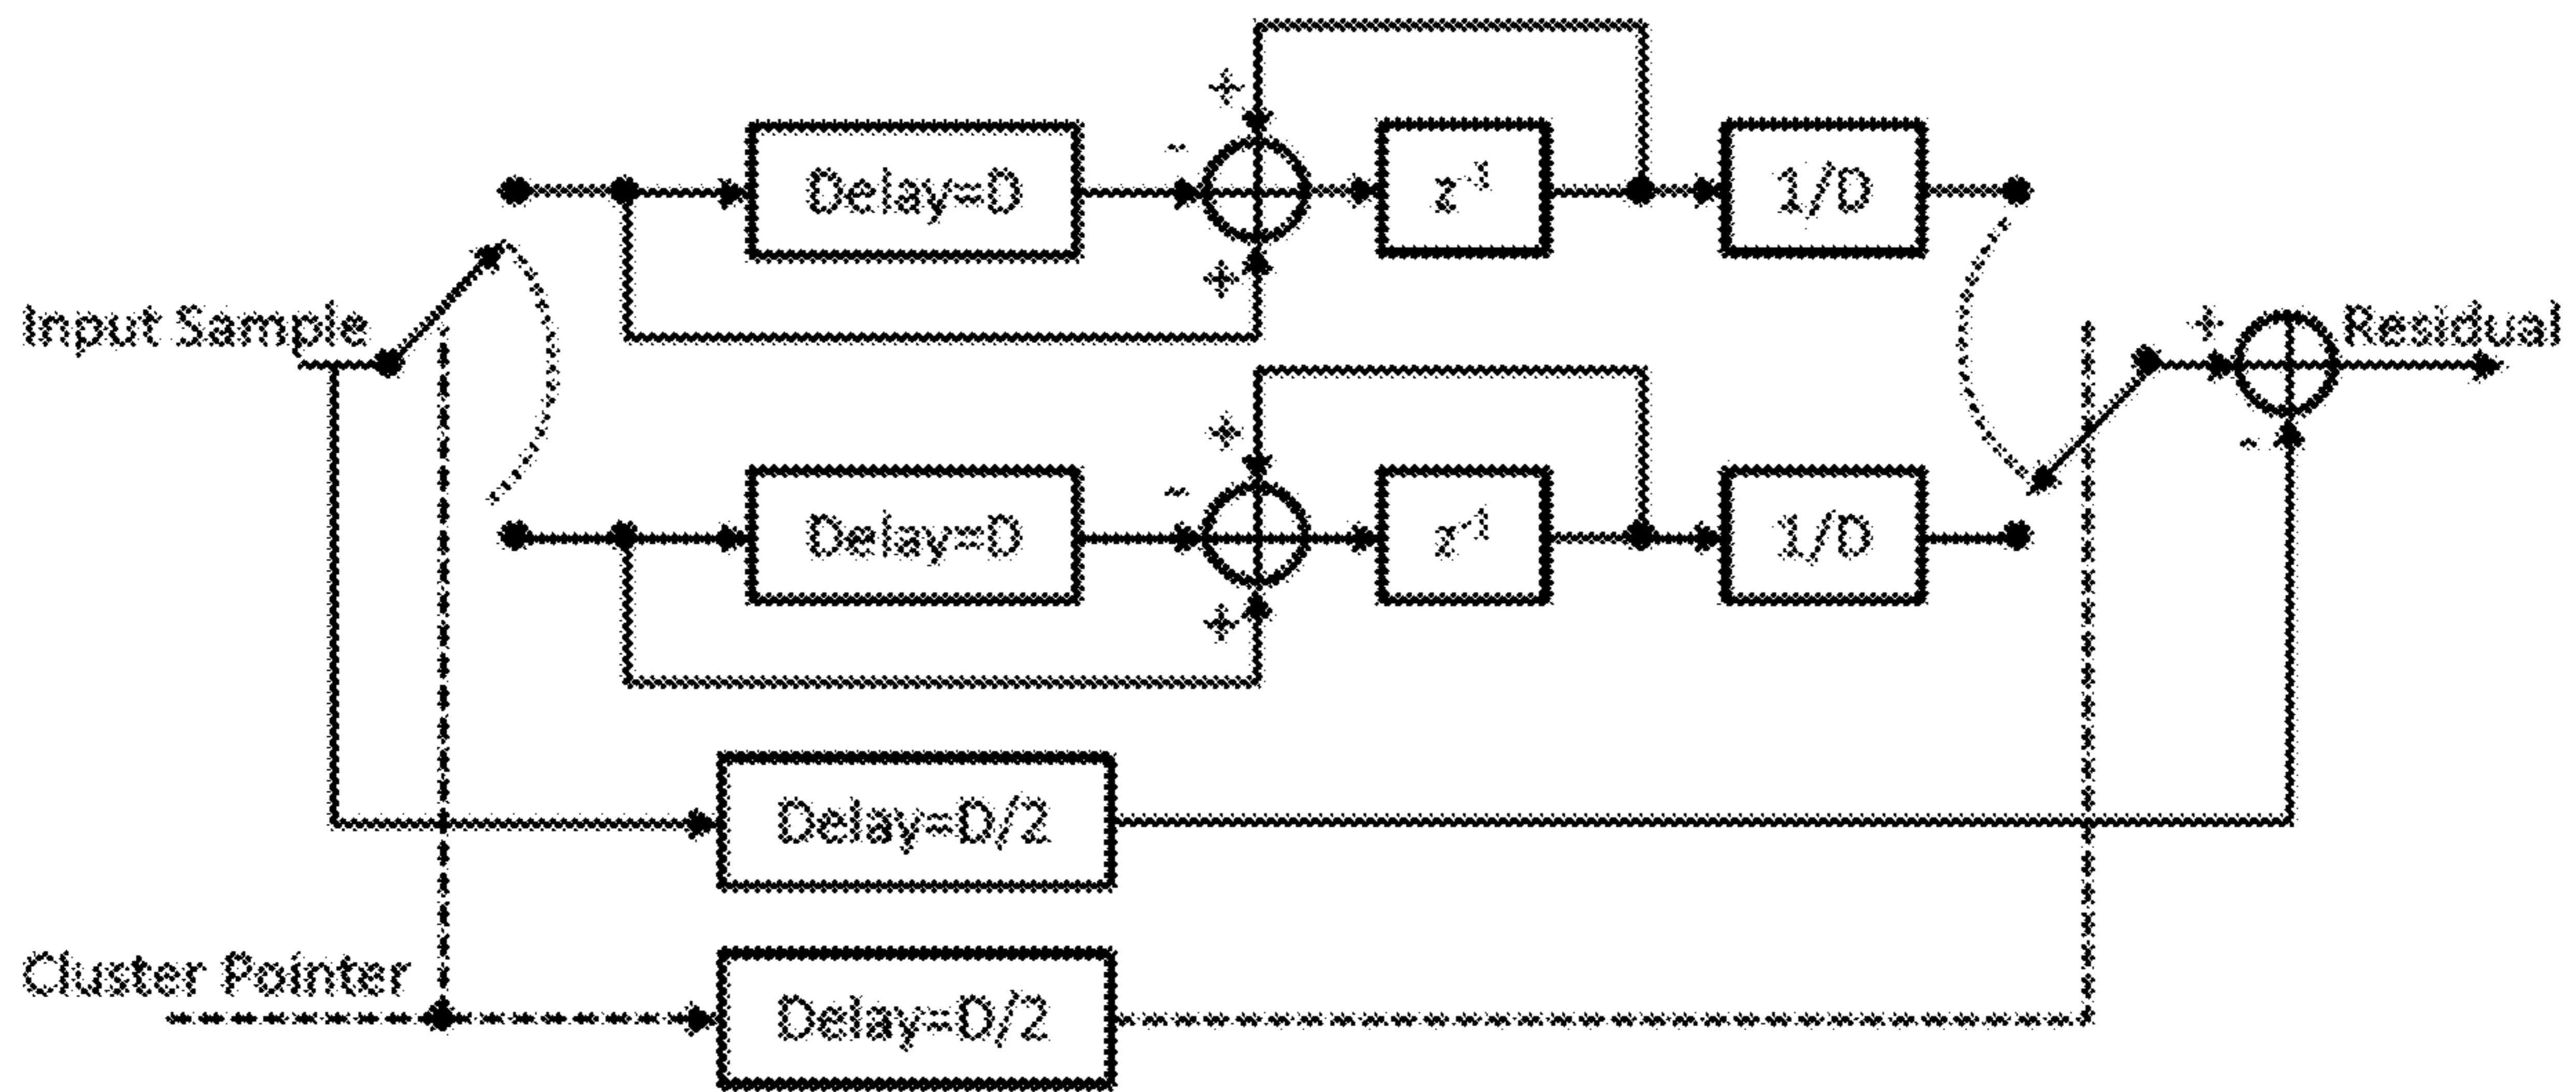 +
- Delay=D z⁻¹ 1/D
+
Input Sample + Residual
+
-
- Delay=D z⁻¹ 1/D
+
Delay=D/2
Cluster Pointer
Delay=D/2